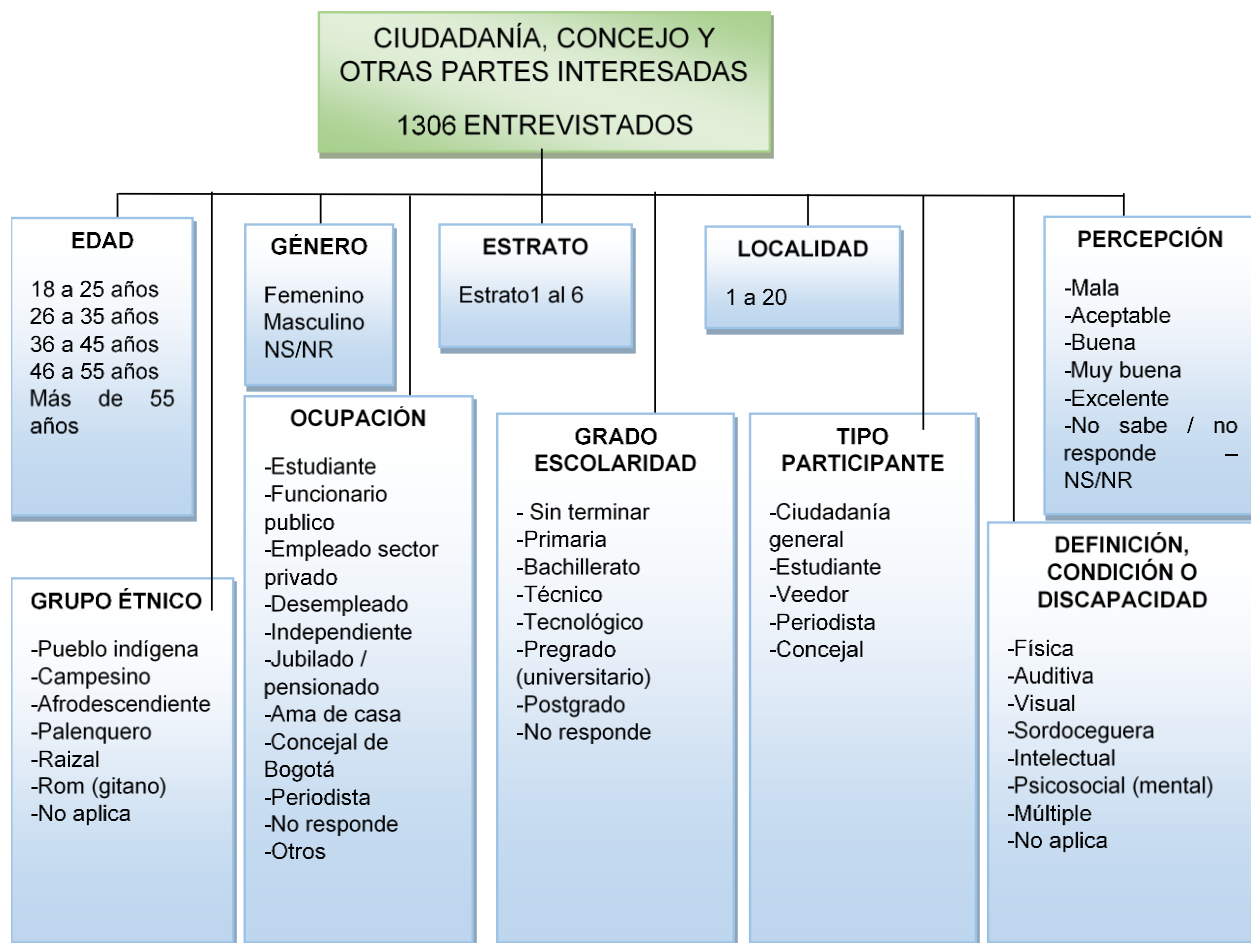 CIUDADANÍA, CONCEJO Y
OTRAS PARTES INTERESADAS
1306 ENTREVISTADOS
EDAD
18 a 25 años
26 a 35 años
36 a 45 años
46 a 55 años
Más de 55
años
GÉNERO
Femenino
Masculino
NS/NR
ESTRATO
Estrato1 al 6
LOCALIDAD
1 a 20
PERCEPCIÓN
-Mala
-Aceptable
-Buena
-Muy buena
-Excelente
-No sabe / no
responde –
NS/NR
GRUPO ÉTNICO
-Pueblo indígena
-Campesino
-Afrodescendiente
-Palenquero
-Raizal
-Rom (gitano)
-No aplica
OCUPACIÓN
-Estudiante
-Funcionario
publico
-Empleado sector
privado
-Desempleado
-Independiente
-Jubilado /
pensionado
-Ama de casa
-Concejal de
Bogotá
-Periodista
-No responde
-Otros
GRADO
ESCOLARIDAD
- Sin terminar
-Primaria
-Bachillerato
-Técnico
-Tecnológico
-Pregrado
(universitario)
-Postgrado
-No responde
TIPO
PARTICIPANTE
-Ciudadanía
general
-Estudiante
-Veedor
-Periodista
-Concejal
DEFINICIÓN,
CONDICIÓN O
DISCAPACIDAD
-Física
-Auditiva
-Visual
-Sordoceguera
-Intelectual
-Psicosocial (mental)
-Múltiple
-No aplica